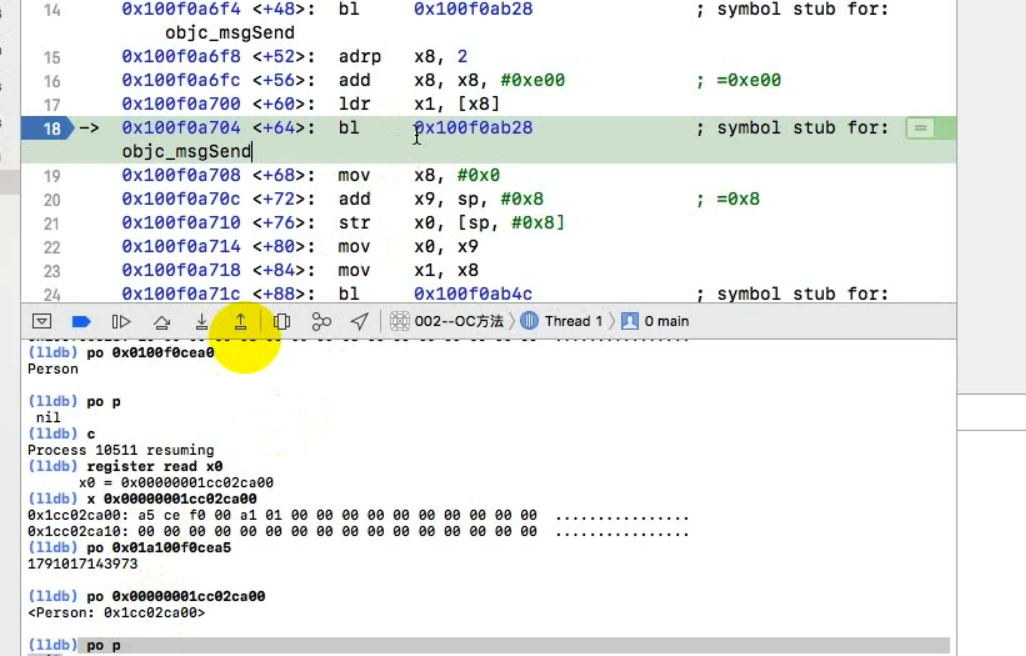 14 0x100f0a6f4 <+48>: bl 0x100f0ab28 ; symbol stub for:
objc_msgSend
15 0x100f0a6f8 <+52>: adrp x8, 2
16 0x100f0a6fc <+56>: add x8, x8, #0xe00 ; =0xe00
17 0x100f0a700 <+60>: ldr x1, [x8]
18 -> 0x100f0a704 <+64>: bl 0x100f0ab28 ; symbol stub for:
objc_msgSend
19 0x100f0a708 <+68>: mov x8, #0x0
20 0x100f0a70c <+72>: add x9, sp, #0x8 ; =0x8
21 0x100f0a710 <+76>: str x0, [sp, #0x8]
22 0x100f0a714 <+80>: mov x0, x9
23 0x100f0a718 <+84>: mov x1, x8
24 0x100f0a71c <+88>: bl 0x100f0ab4c ; symbol stub for:
002--OC方法 〉 Thread 1 〉 0 main
(lldb) po 0x0100f0cea0
Person
(lldb) po p
nil
(lldb) c
Process 10511 resuming
(lldb) register read x0
x0 = 0x00000001cc02ca00
(lldb) x 0x00000001cc02ca00
0x1cc02ca00: a5 ce f0 00 a1 01 00 00 00 00 00 00 00 00 00 00 ................
0x1cc02ca10: 00 00 00 00 00 00 00 00 00 00 00 00 00 00 00 00 ................
(lldb) po 0x01a100f0cea5
1791017143973
(lldb) po 0x00000001cc02ca00
<Person: 0x1cc02ca00>
(lldb) po p